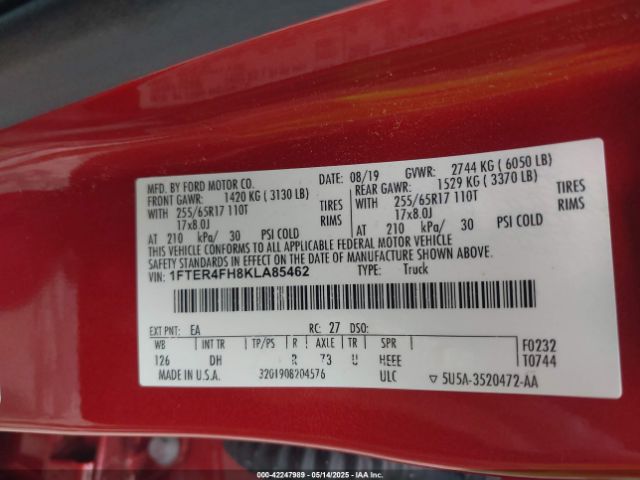 MFD. BY FORD MOTOR CO.
DATE: 08/19 GVWR: 2744 KG ( 6050 LB)
FRONT GAWR: 1420 KG ( 3130 LB) REAR GAWR: 1529 KG ( 3370 LB)
WITH 255/65R17 110T TIRES WITH 255/65R17 110T TIRES
17x8.0J RIMS 17x8.0J RIMS
AT 210 kPa/ 30 PSI COLD AT 210 kPa/ 30 PSI COLD
THIS VEHICLE CONFORMS TO ALL APPLICABLE FEDERAL MOTOR VEHICLE
SAFETY STANDARDS IN EFFECT ON THE DATE OF MANUFACTURE SHOWN ABOVE.
VIN: 1FTER4FH8KLA85462 TYPE: Truck
EXT PNT: EA RC: 27 DSO:
WB INT TR TP/PS R AXLE TR SPR F0232
126 DH R 73 U HEEE T0744
MADE IN U.S.A. 32G1908204576 ULC 5U5A-3520472-AA
000-42247989 - 05/14/2025 - IAAI.COM